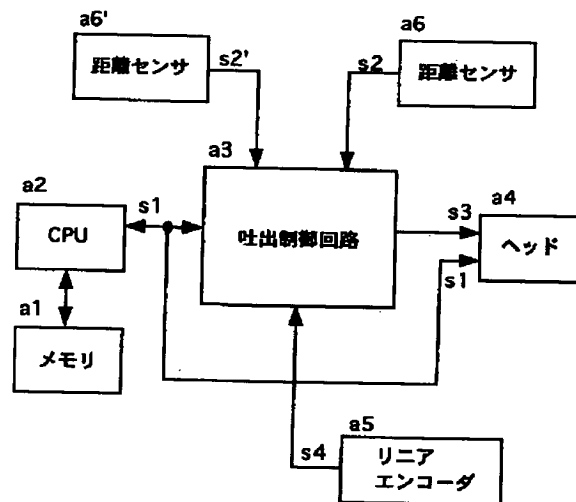 a6'
距離センサ
s2'
a6
距離センサ
s2
a3
吐出制御回路
a2
CPU
s1
s3
a4
ヘッド
s1
a1
メモリ
s4
a5
リニア
エンコーダ